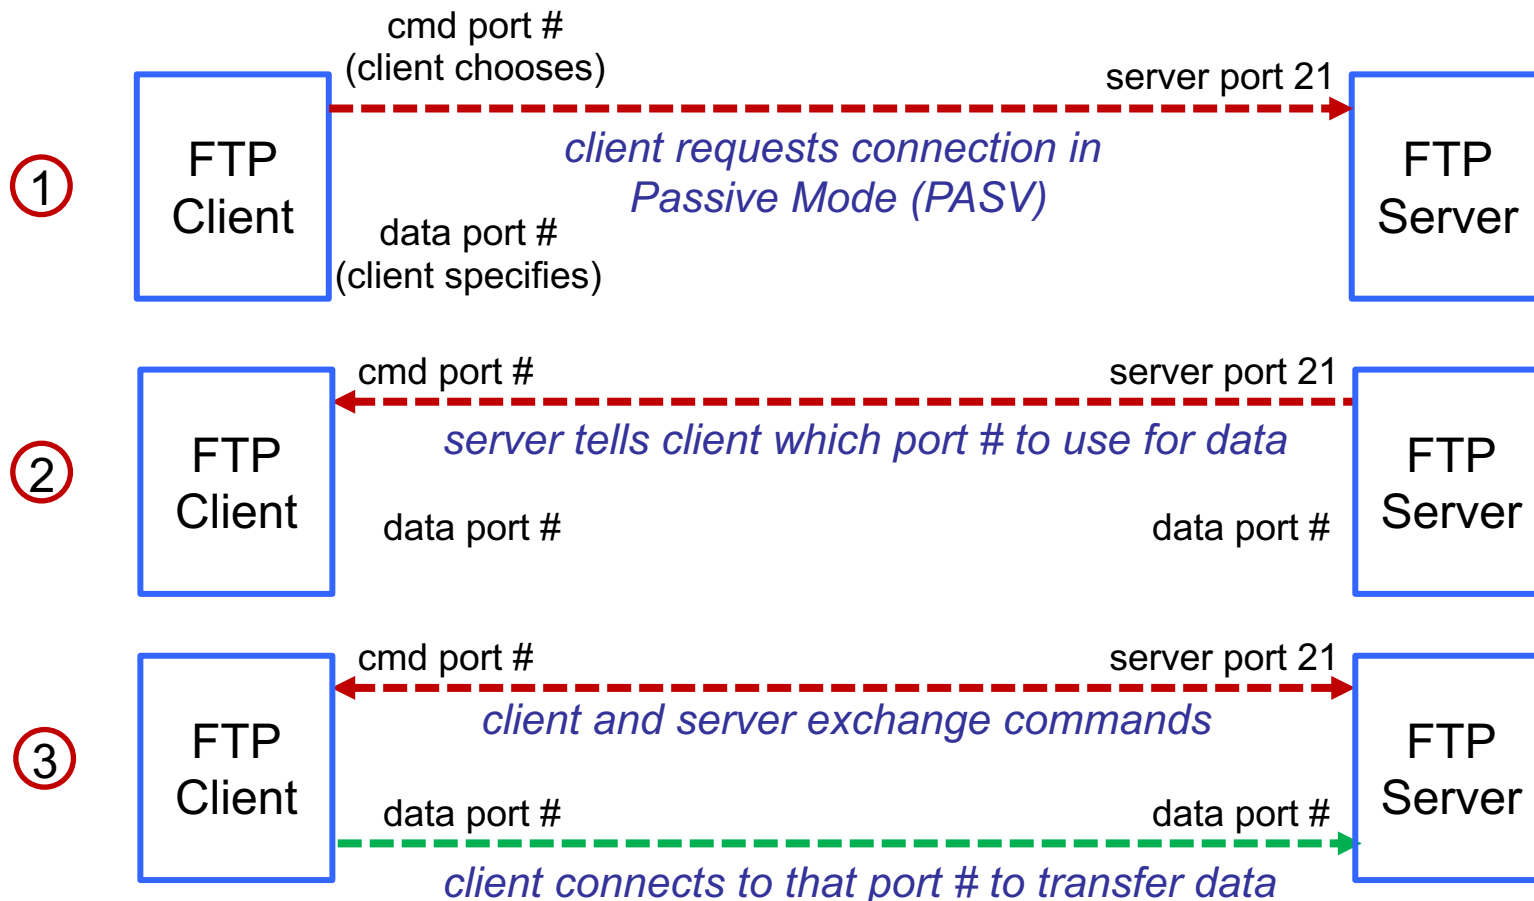 cmd port #
(client chooses)
server port 21
client requests connection in
Passive Mode (PASV)
1
FTP
Client
FTP
Server
data port #
(client specifies)
cmd port #
server port 21
server tells client which port # to use for data
2
FTP
Client
FTP
Server
data port #
data port #
cmd port #
server port 21
client and server exchange commands
3
FTP
Client
FTP
Server
data port #
data port #
client connects to that port # to transfer data